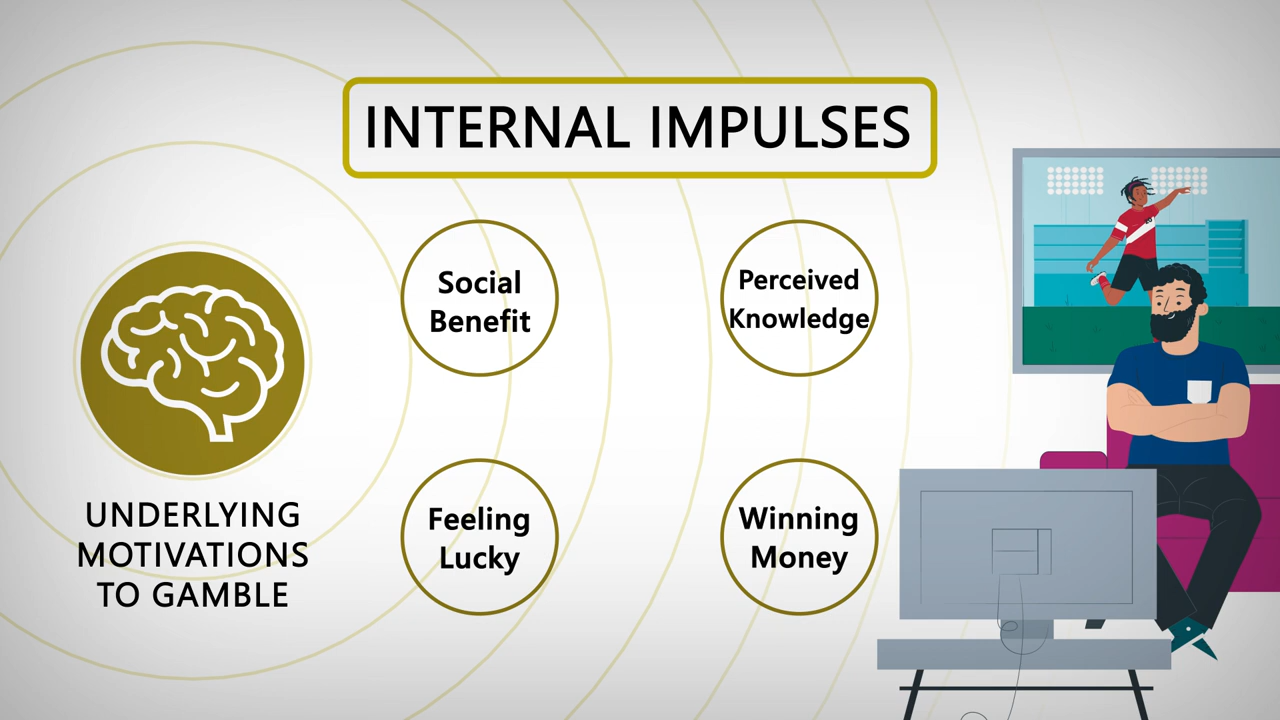 INTERNAL IMPULSES
Social
Benefit
Perceived
Knowledge
Feeling
Lucky
Winning
Money
UNDERLYING
MOTIVATIONS
TO GAMBLE